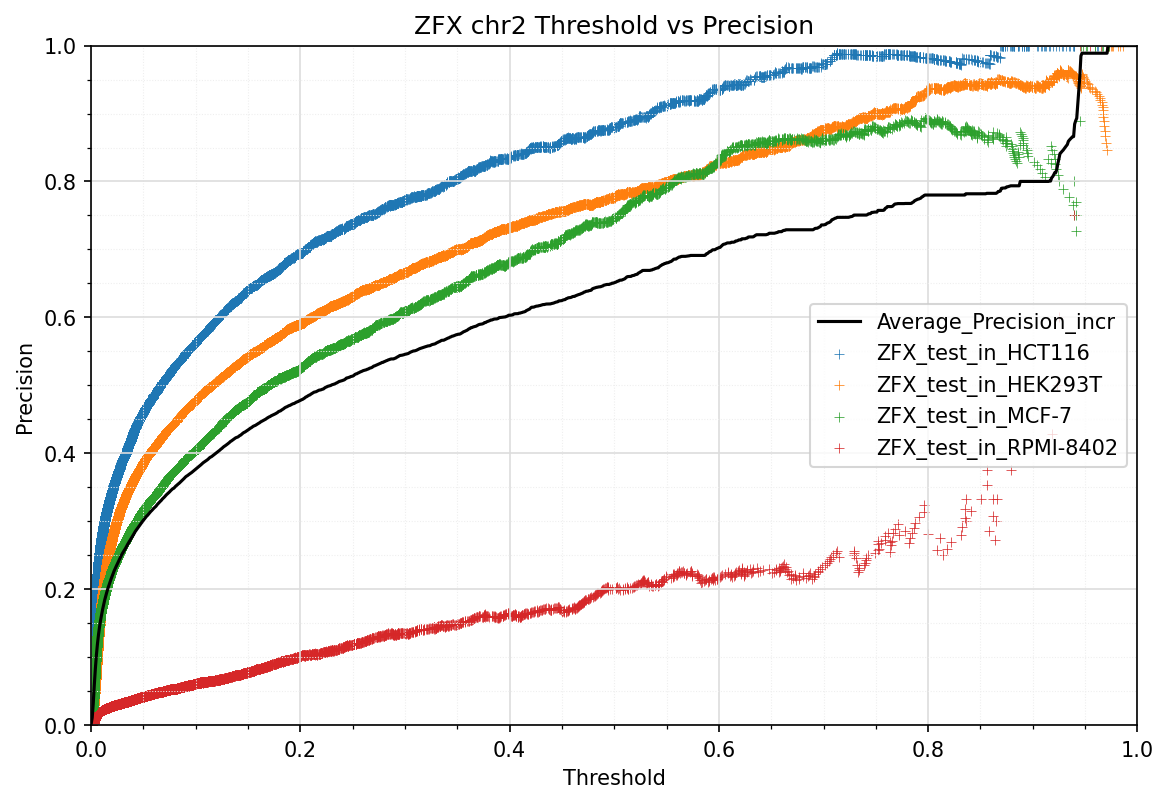 ZFX chr2 Threshold vs Precision
Precision
1.0
0.8
0.6
0.4
0.2
0.0
Average_Precision_incr
ZFX_test_in_HCT116
ZFX_test_in_HEK293T
ZFX_test_in_MCF-7
ZFX_test_in_RPMI-8402
0.0 0.2 0.4 0.6 0.8 1.0
Threshold